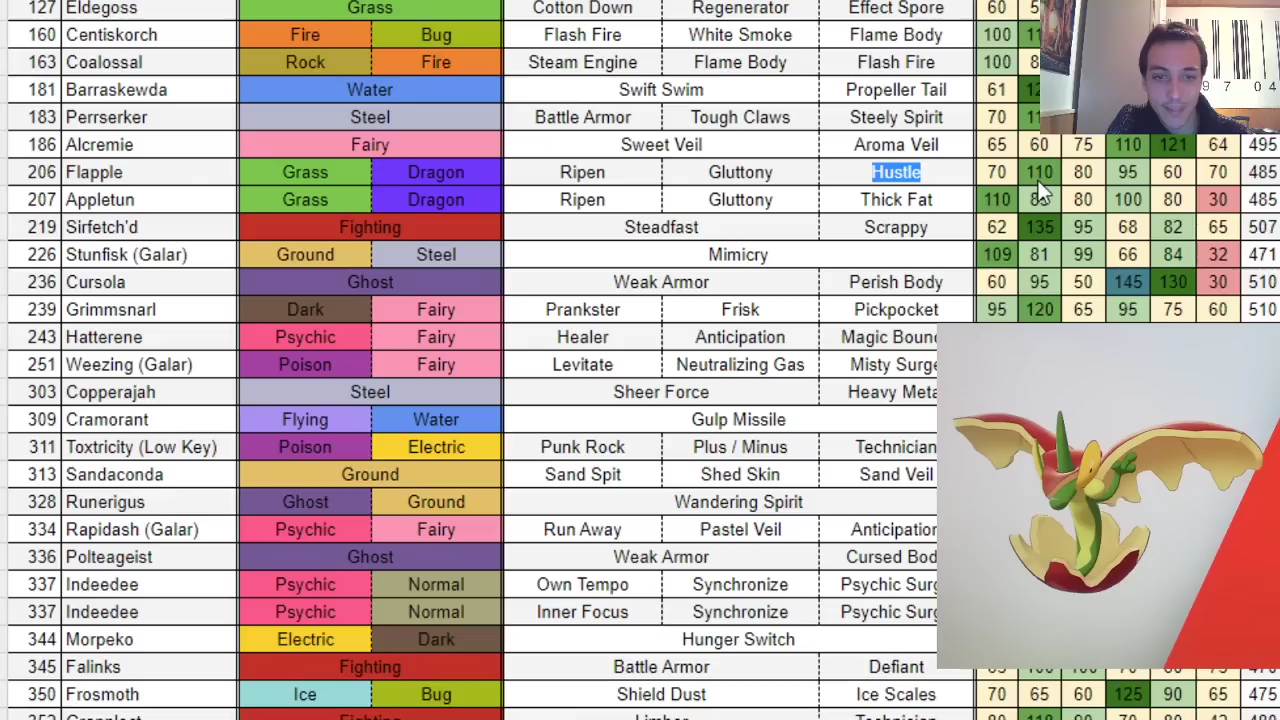 127 Eldegoss Grass Cotton Down Regenerator Effect Spore 60
160 Centiskorch Fire Bug Flash Fire White Smoke Flame Body 100
163 Coalossal Rock Fire Steam Engine Flame Body Flash Fire 100
181 Barraskewda Water Swift Swim Propeller Tail 61
183 Perrserker Steel Battle Armor Tough Claws Steely Spirit 70
186 Alcremie Fairy Sweet Veil Aroma Veil 65 60 75 110 121 64 495
206 Flapple Grass Dragon Ripen Gluttony Hustle 70 110 80 95 60 70 485
207 Appletun Grass Dragon Ripen Gluttony Thick Fat 110 80 100 80 30 485
219 Sirfetch'd Fighting Steadfast Scrappy 62 135 95 68 82 65 507
226 Stunfisk (Galar) Ground Steel Mimicry 109 81 99 66 84 32 471
236 Cursola Ghost Weak Armor Perish Body 60 95 50 145 130 30 510
239 Grimmsnarl Dark Fairy Prankster Frisk Pickpocket 95 120 65 95 75 60 510
243 Hatterene Psychic Fairy Healer Anticipation Magic Bounc
251 Weezing (Galar) Poison Fairy Levitate Neutralizing Gas Misty Surge
303 Copperajah Steel Sheer Force Heavy Meta
309 Cramorant Flying Water Gulp Missile
311 Toxtricity (Low Key) Poison Electric Punk Rock Plus / Minus Technician
313 Sandaconda Ground Sand Spit Shed Skin Sand Veil
328 Runerigus Ghost Ground Wandering Spirit
334 Rapidash (Galar) Psychic Fairy Run Away Pastel Veil Anticipation
336 Polteageist Ghost Weak Armor Cursed Bod
337 Indeedee Psychic Normal Own Tempo Synchronize Psychic Surg
337 Indeedee Psychic Normal Inner Focus Synchronize Psychic Surg
344 Morpeko Electric Dark Hunger Switch
345 Falinks Fighting Battle Armor Defiant
350 Frosmoth Ice Bug Shield Dust Ice Scales 70 65 60 125 90 65 475